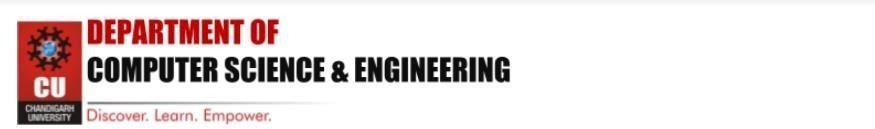 DEPARTMENT OF
COMPUTER SCIENCE & ENGINEERING
CU
CHANDIGARH
UNIVERSITY
Discover. Learn. Empower.